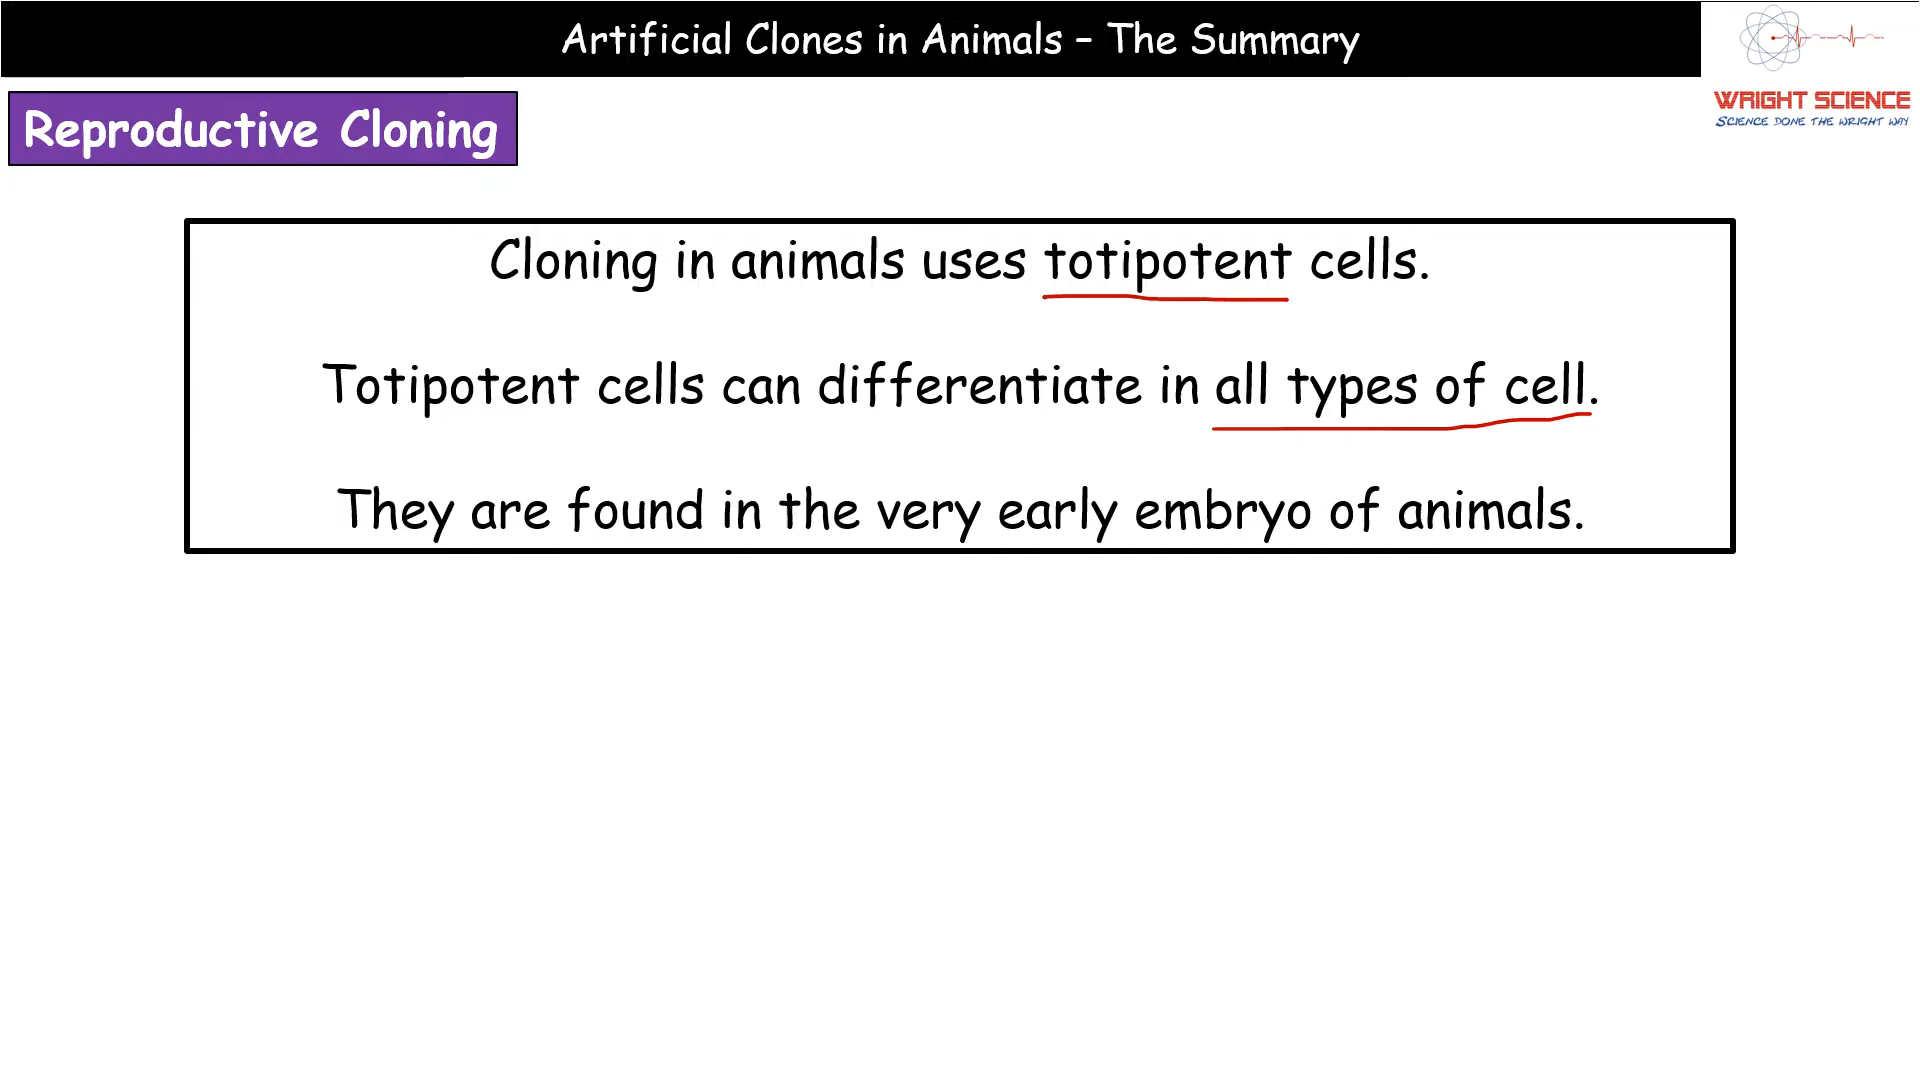 Artificial Clones in Animals – The Summary
WRIGHT SCIENCE
SCIENCE DONE THE WRIGHT WAY
Reproductive Cloning
Cloning in animals uses totipotent cells.
Totipotent cells can differentiate in all types of cell.
They are found in the very early embryo of animals.